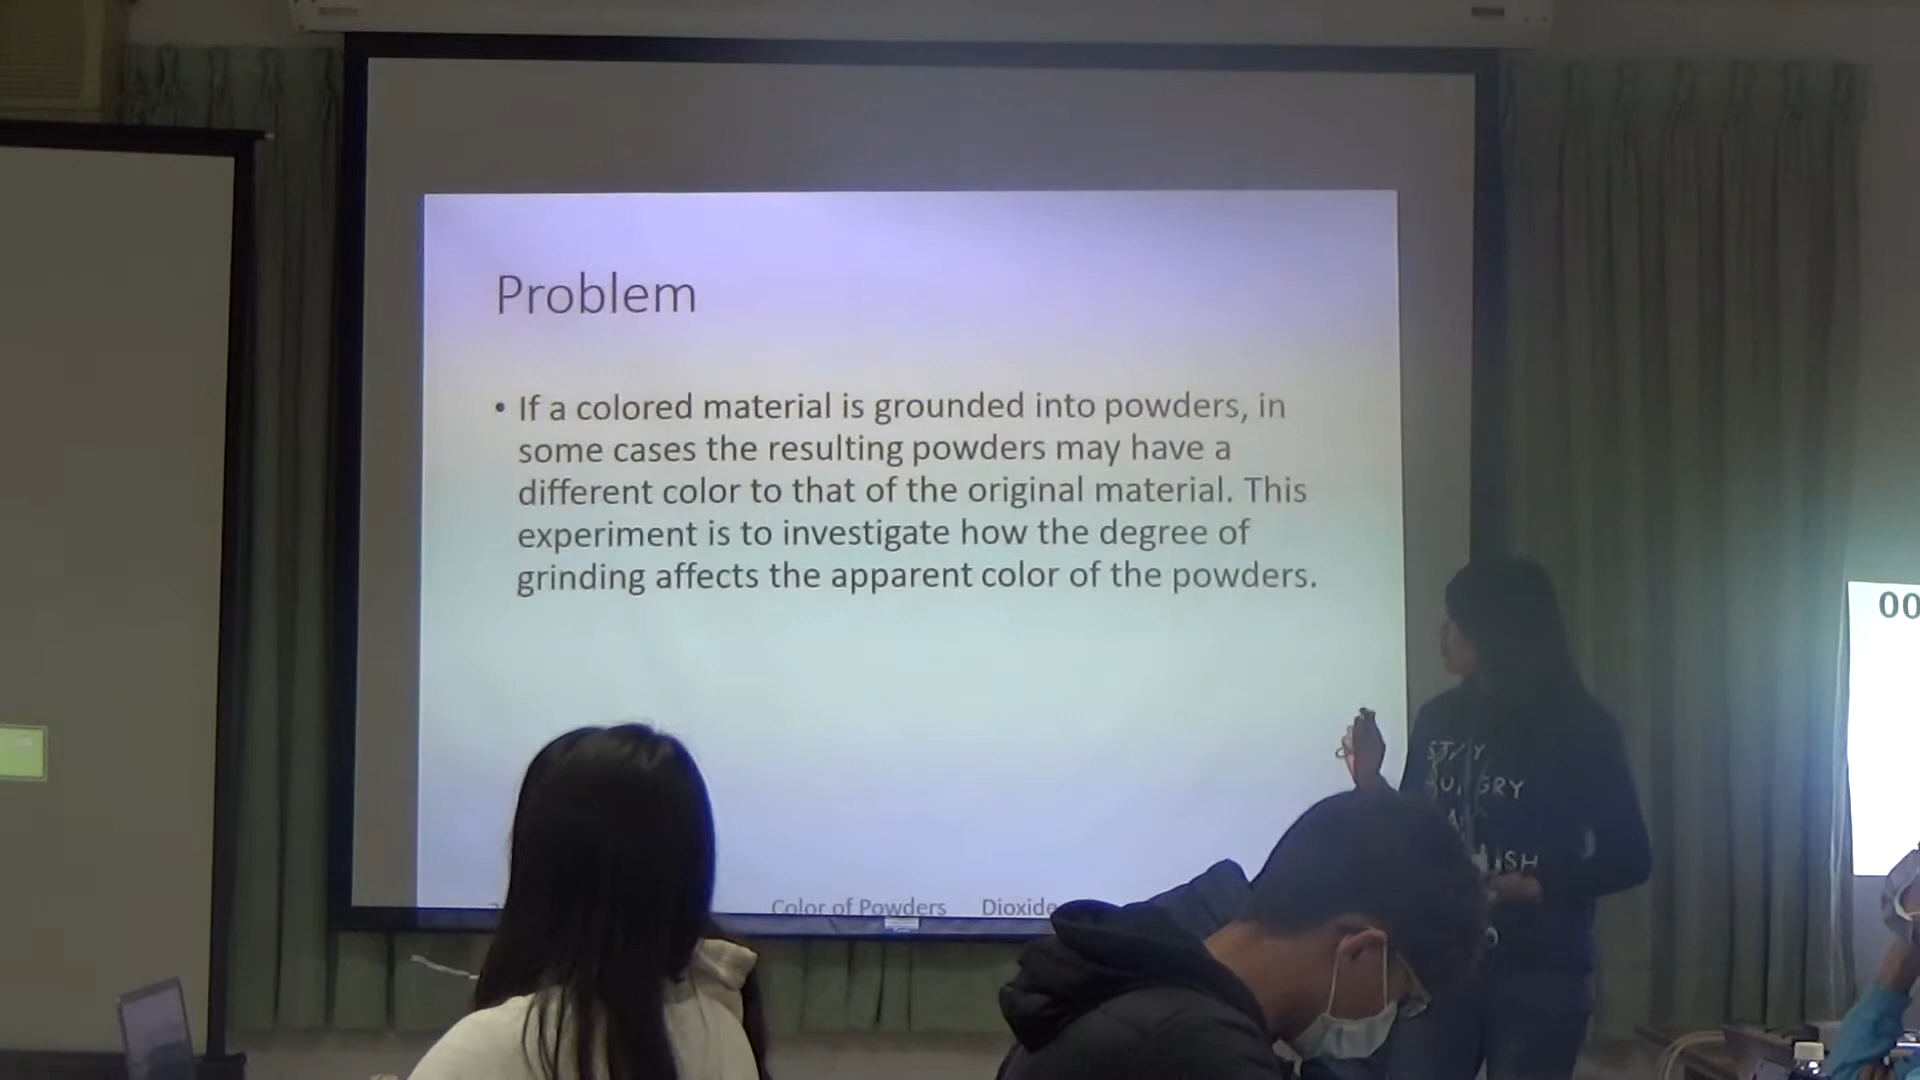 Problem
• If a colored material is grounded into powders, in
some cases the resulting powders may have a
different color to that of the original material. This
experiment is to investigate how the degree of
grinding affects the apparent color of the powders.
Color of Powders Dioxide
00